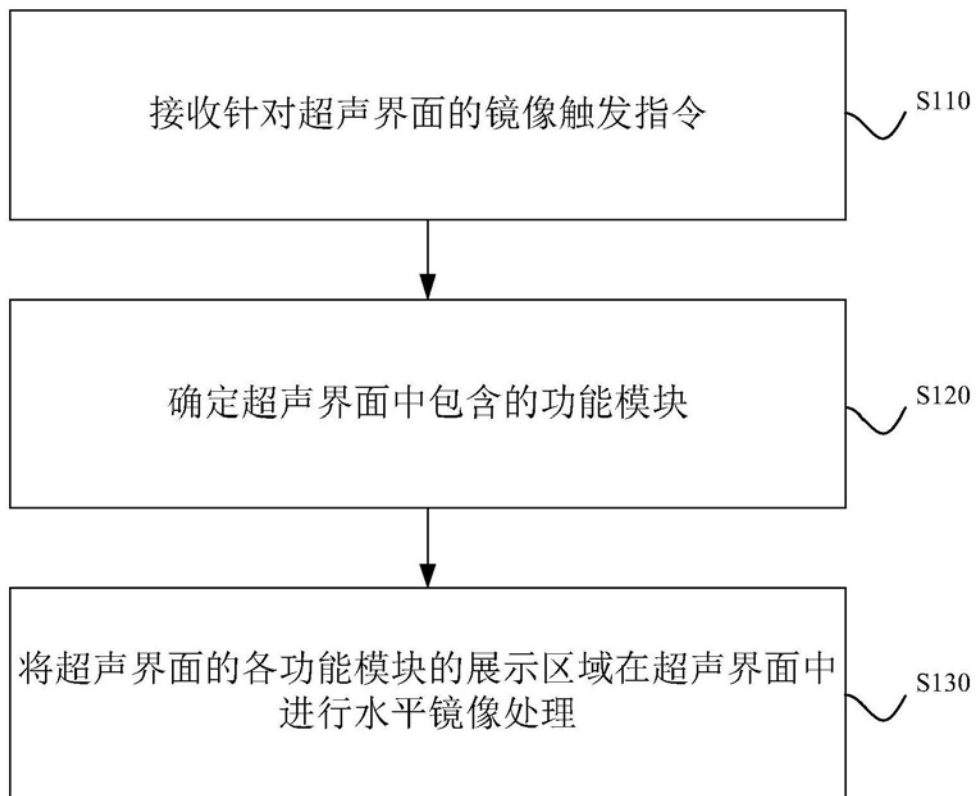 接收针对超声界面的镜像触发指令
S110
确定超声界面中包含的功能模块
S120
将超声界面的各功能模块的展示区域在超声界面中
进行水平镜像处理
S130